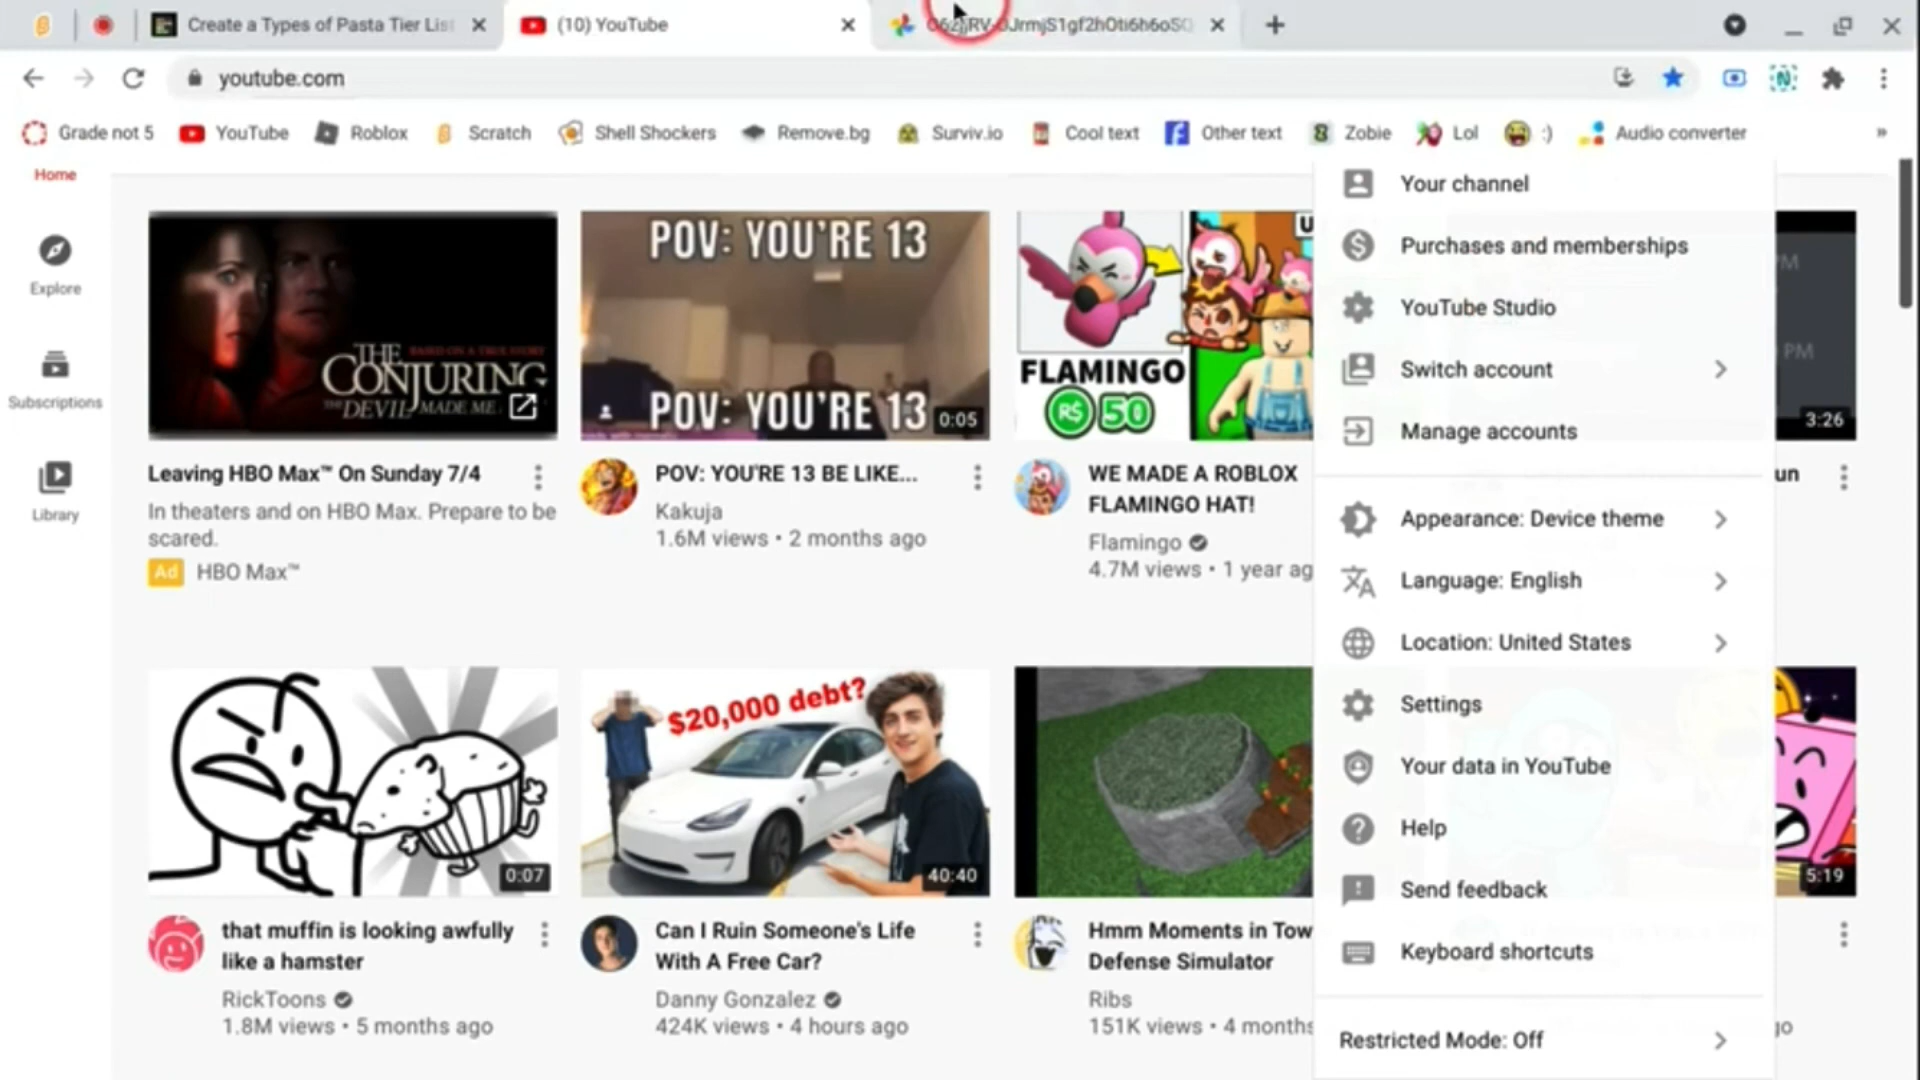 Create a Types of Pasta Tier List
(10) YouTube
youtube.com
Grade not 5
YouTube
Roblox
Scratch
Shell Shockers
Remove.bg
Surviv.io
Cool text
Other text
Zobie
Lol
:)
Audio converter
»
Home
Explore
Subscriptions
Library
THE CONJURING
BASED ON A TRUE STORY
THE DEVIL MADE ME
Leaving HBO Max™ On Sunday 7/4
In theaters and on HBO Max. Prepare to be
scared.
Ad HBO Max™
POV: YOU'RE 13
POV: YOU'RE 13
0:05
POV: YOU'RE 13 BE LIKE...
Kakuja
1.6M views • 2 months ago
U
FLAMINGO
R$ 50
WE MADE A ROBLOX
FLAMINGO HAT!
Flamingo
4.7M views • 1 year ag
PM
PM
3:26
un
Your channel
Purchases and memberships
YouTube Studio
Switch account
Manage accounts
Appearance: Device theme
Language: English
Location: United States
Settings
Your data in YouTube
Help
Send feedback
Keyboard shortcuts
Restricted Mode: Off
0:07
that muffin is looking awfully
like a hamster
RickToons
1.8M views • 5 months ago
$20,000 debt?
40:40
Can I Ruin Someone's Life
With A Free Car?
Danny Gonzalez
424K views • 4 hours ago
Hmm Moments in Tow
Defense Simulator
Ribs
151K views • 4 months
5:19
go